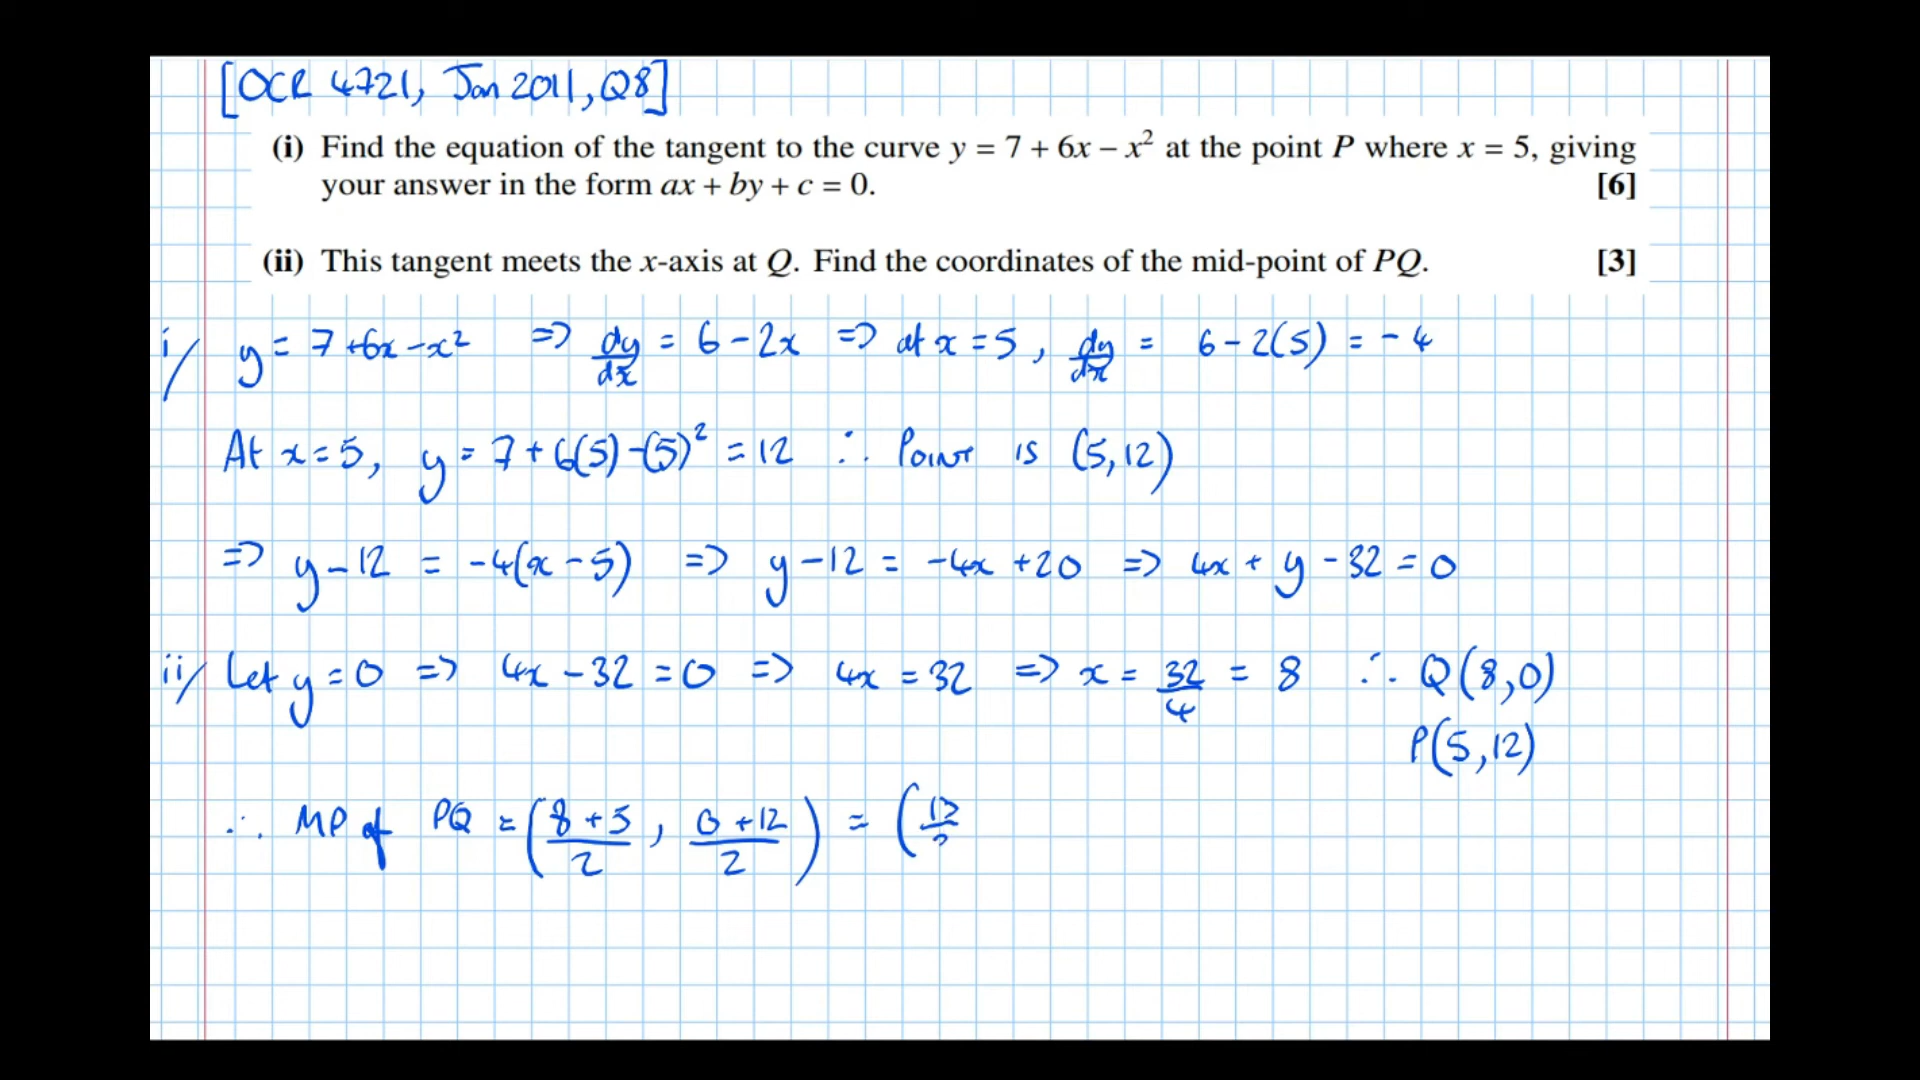 [OCR 4721, Jan 2011, Q8]
(i) Find the equation of the tangent to the curve y = 7 + 6x − x² at the point P where x = 5, giving
your answer in the form ax + by + c = 0. [6]
(ii) This tangent meets the x-axis at Q. Find the coordinates of the mid-point of PQ. [3]
i/ y = 7+6x−x² ⇒ dy/dx = 6−2x ⇒ at x = 5, dy/dx = 6−2(5) = −4
At x=5, y = 7+6(5)−(5)² = 12 ∴ Point is (5,12)
⇒ y−12 = −4(x−5) ⇒ y−12 = −4x+20 ⇒ 4x + y −32 = 0
ii/ Let y=0 ⇒ 4x−32=0 ⇒ 4x = 32 ⇒ x = 32/4 = 8 ∴ Q(8,0)
P(5,12)
∴ MP of PQ = (8+5/2, 0+12/2) = (13/2